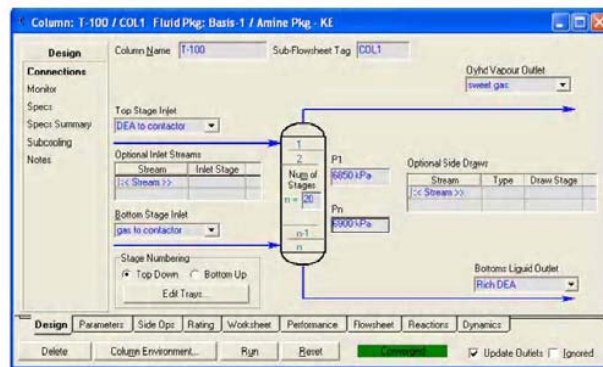 Column: T-100 / COL1 Fluid Pkg: Basis-1 / Amine Pkg - KE
Design
Connections
Monitor
Specs
Specs Summary
Subcooling
Notes
Column Name T-100 Sub-Flowsheet Tag COL1
Ovhd Vapour Outlet
sweet gas
Top Stage Inlet
DEA to contactor
Optional Inlet Streams
Stream Inlet Stage
<< Stream >>
Bottom Stage Inlet
gas to contactor
Stage Numbering
Top Down Bottom Up
Edit Trays...
1
2
Num of
Stages
n = 20
n-1
n
P1
6850 kPa
Pn
6900 kPa
Optional Side Draws
Stream Type Draw Stage
<< Stream >>
Bottoms Liquid Outlet
Rich DEA
Design Parameters Side Ops Rating Worksheet Performance Flowsheet Reactions Dynamics
Delete Column Environment... Run Reset Converged Update Outlets Ignored